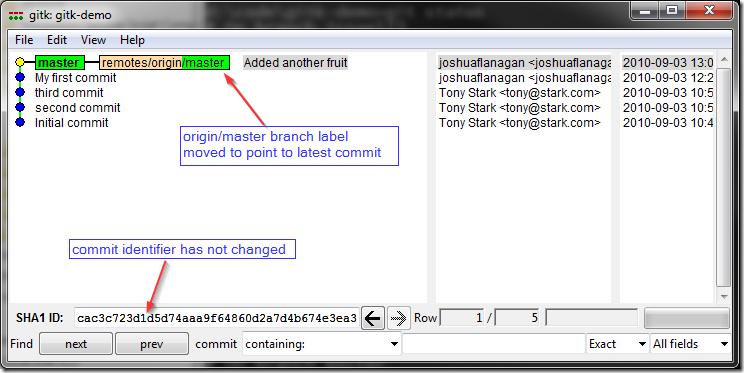 gitk: gitk-demo
File Edit View Help
master remotes/origin/master Added another fruit joshuaflanagan <joshuaflanaga 2010-09-03 13:0
My first commit joshuaflanagan <joshuaflanaga 2010-09-03 12:2
third commit Tony Stark <tony@stark.com> 2010-09-03 10:5
second commit Tony Stark <tony@stark.com> 2010-09-03 10:5
Initial commit Tony Stark <tony@stark.com> 2010-09-03 10:4
origin/master branch label
moved to point to latest commit
commit identifier has not changed
SHA1 ID: cac3c723d1d5d74aaa9f64860d2a7d4b674e3ea3 Row 1 / 5
Find next prev commit containing: Exact All fields